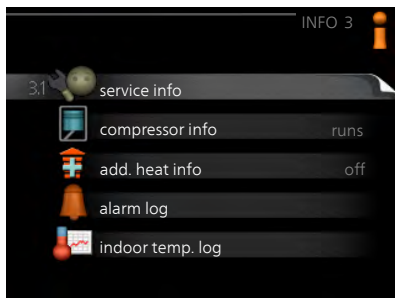 INFO 3
3.1 service info
compressor info runs
add. heat info off
alarm log
indoor temp. log